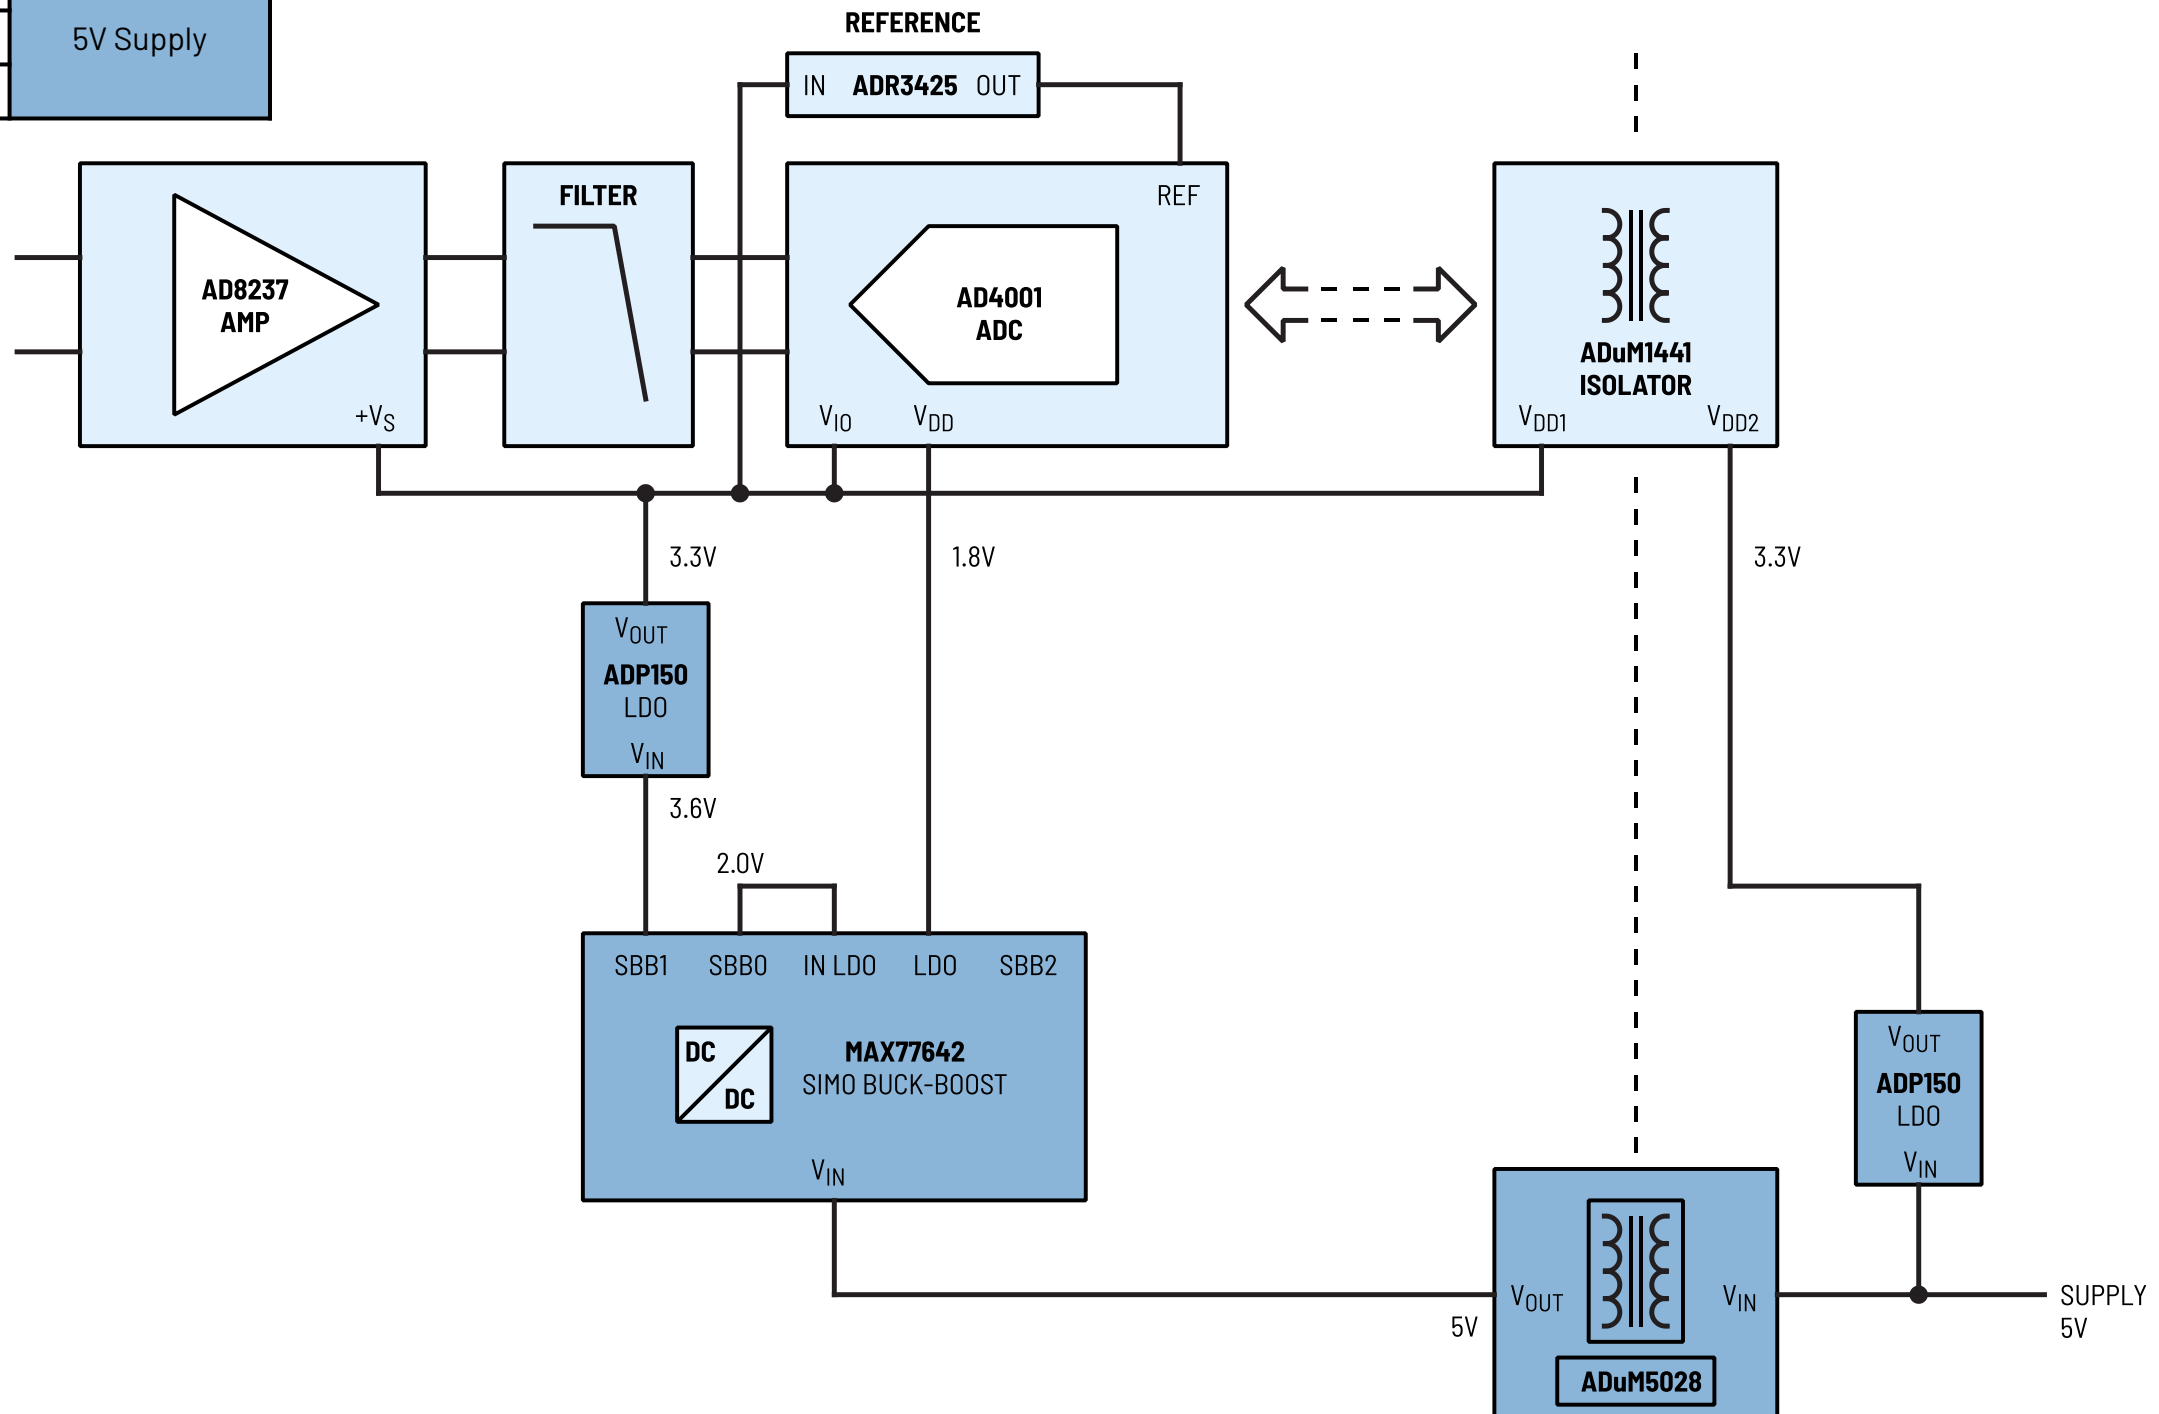 5V Supply
REFERENCE
IN ADR3425 OUT
FILTER
REF
AD8237
AMP
AD4001
ADC
ADuM1441
ISOLATOR
+VS
VIO VDD
VDD1 VDD2
3.3V
1.8V
3.3V
VOUT
ADP150
LDO
VIN
3.6V
2.0V
SBB1 SBB0 IN LDO LDO SBB2
DC
DC
MAX77642
SIMO BUCK-BOOST
VIN
VOUT
ADP150
LDO
VIN
VOUT VIN
5V
SUPPLY
5V
ADuM5028